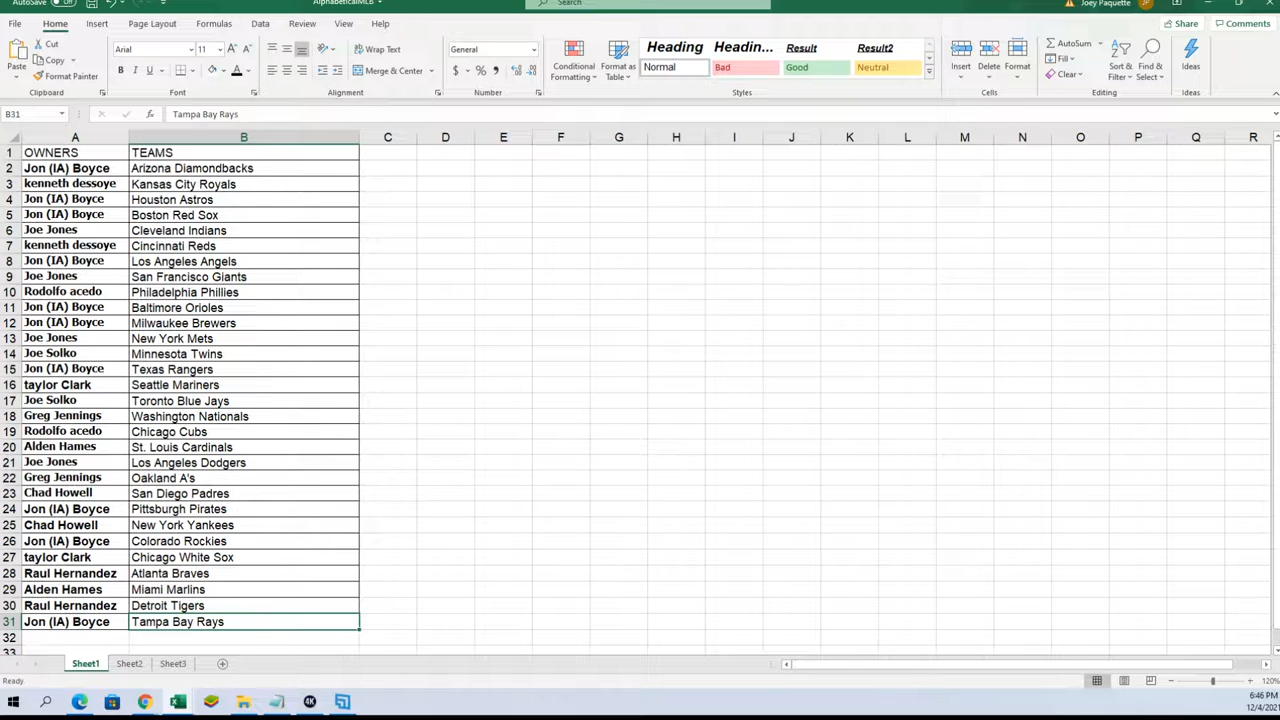 AutoSave Off AlphabeticalMLB Search Joey Paquette JP
File Home Insert Page Layout Formulas Data Review View Help Share Comments
Paste Cut Copy Format Painter Clipboard
Arial 11 B I U Font
Wrap Text Merge & Center Alignment
General $ % Number
Conditional Formatting Format as Table
Heading Headin... Result Result2
Normal Bad Good Neutral
Styles
Insert Delete Format Cells
AutoSum Fill Clear Sort & Filter Find & Select Editing
Ideas Ideas
B31 fx Tampa Bay Rays
A B C D E F G H I J K L M N O P Q R
1 OWNERS TEAMS
2 Jon (IA) Boyce Arizona Diamondbacks
3 kenneth dessoye Kansas City Royals
4 Jon (IA) Boyce Houston Astros
5 Jon (IA) Boyce Boston Red Sox
6 Joe Jones Cleveland Indians
7 kenneth dessoye Cincinnati Reds
8 Jon (IA) Boyce Los Angeles Angels
9 Joe Jones San Francisco Giants
10 Rodolfo acedo Philadelphia Phillies
11 Jon (IA) Boyce Baltimore Orioles
12 Jon (IA) Boyce Milwaukee Brewers
13 Joe Jones New York Mets
14 Joe Solko Minnesota Twins
15 Jon (IA) Boyce Texas Rangers
16 taylor Clark Seattle Mariners
17 Joe Solko Toronto Blue Jays
18 Greg Jennings Washington Nationals
19 Rodolfo acedo Chicago Cubs
20 Alden Hames St. Louis Cardinals
21 Joe Jones Los Angeles Dodgers
22 Greg Jennings Oakland A's
23 Chad Howell San Diego Padres
24 Jon (IA) Boyce Pittsburgh Pirates
25 Chad Howell New York Yankees
26 Jon (IA) Boyce Colorado Rockies
27 taylor Clark Chicago White Sox
28 Raul Hernandez Atlanta Braves
29 Alden Hames Miami Marlins
30 Raul Hernandez Detroit Tigers
31 Jon (IA) Boyce Tampa Bay Rays
32
33
Sheet1 Sheet2 Sheet3
Ready 120%
6:46 PM
12/4/2021